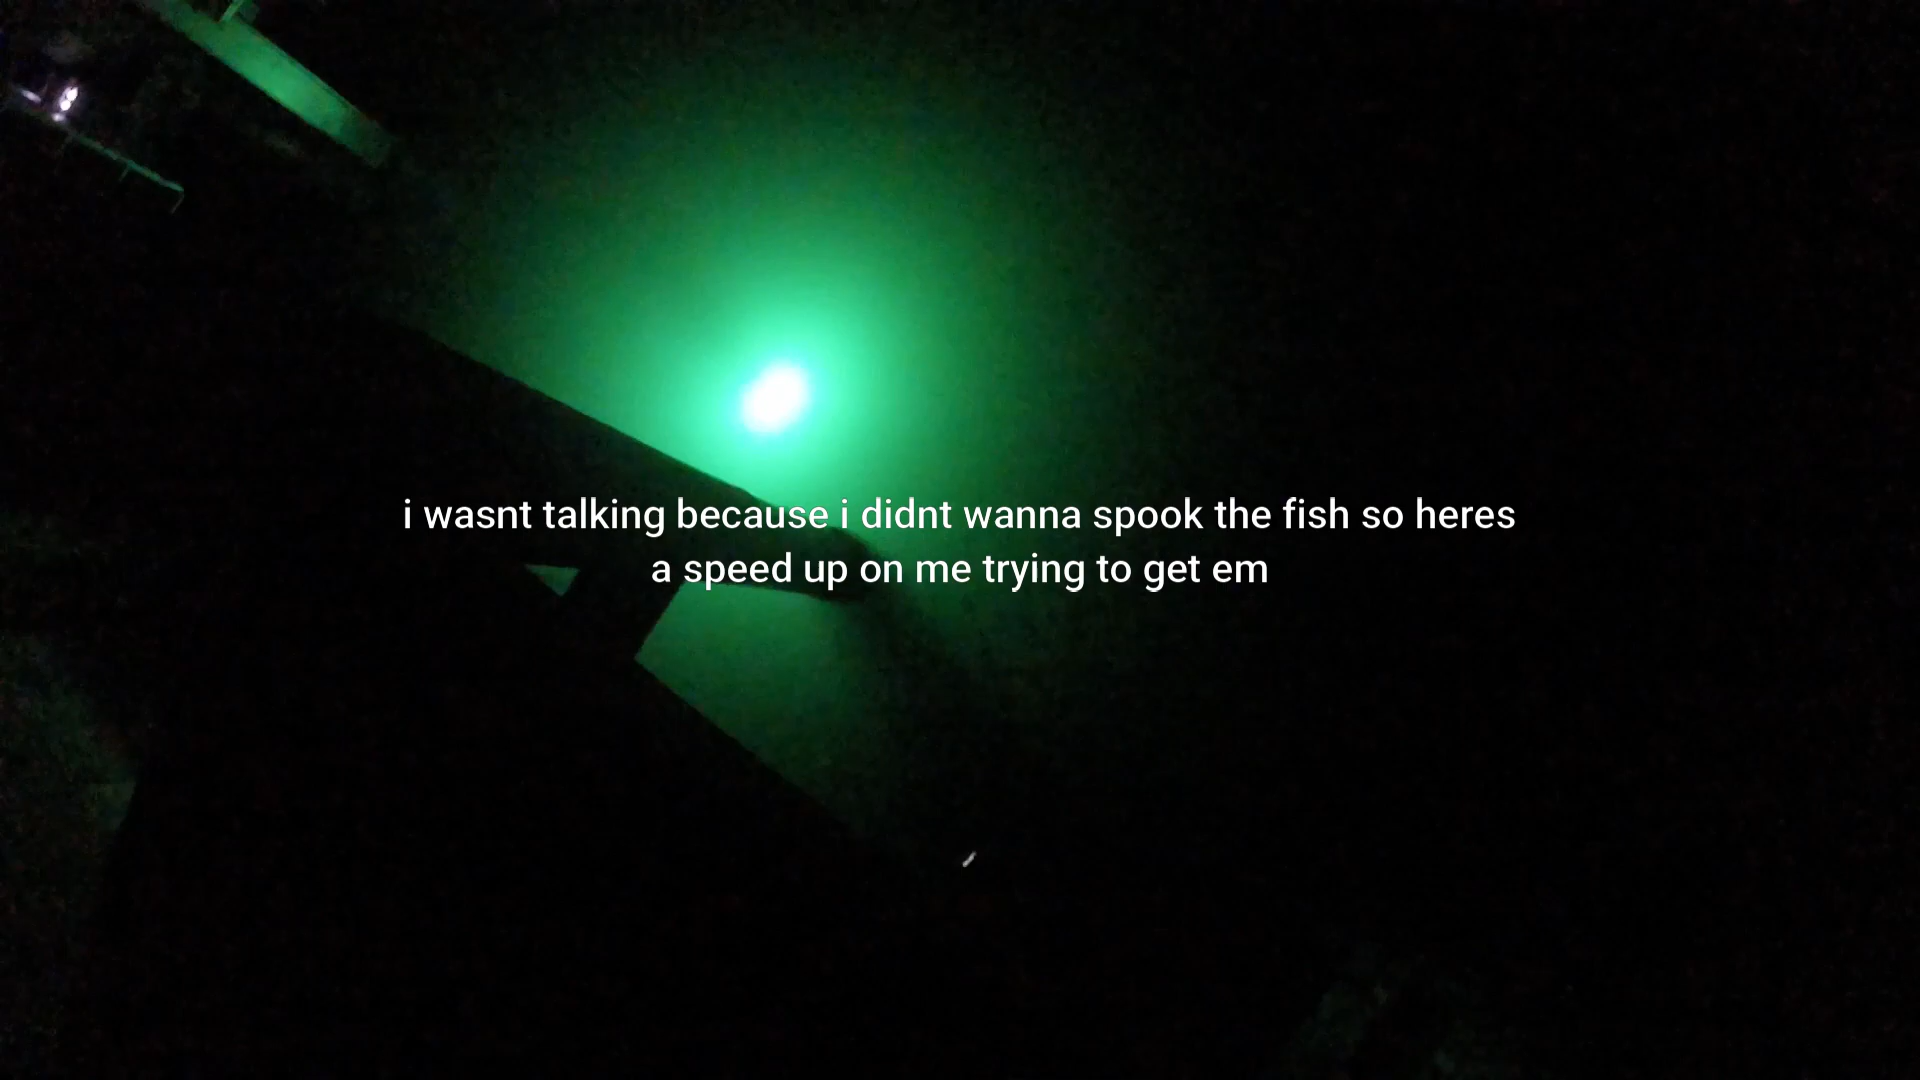 i wasnt talking because i didnt wanna spook the fish so heres
a speed up on me trying to get em